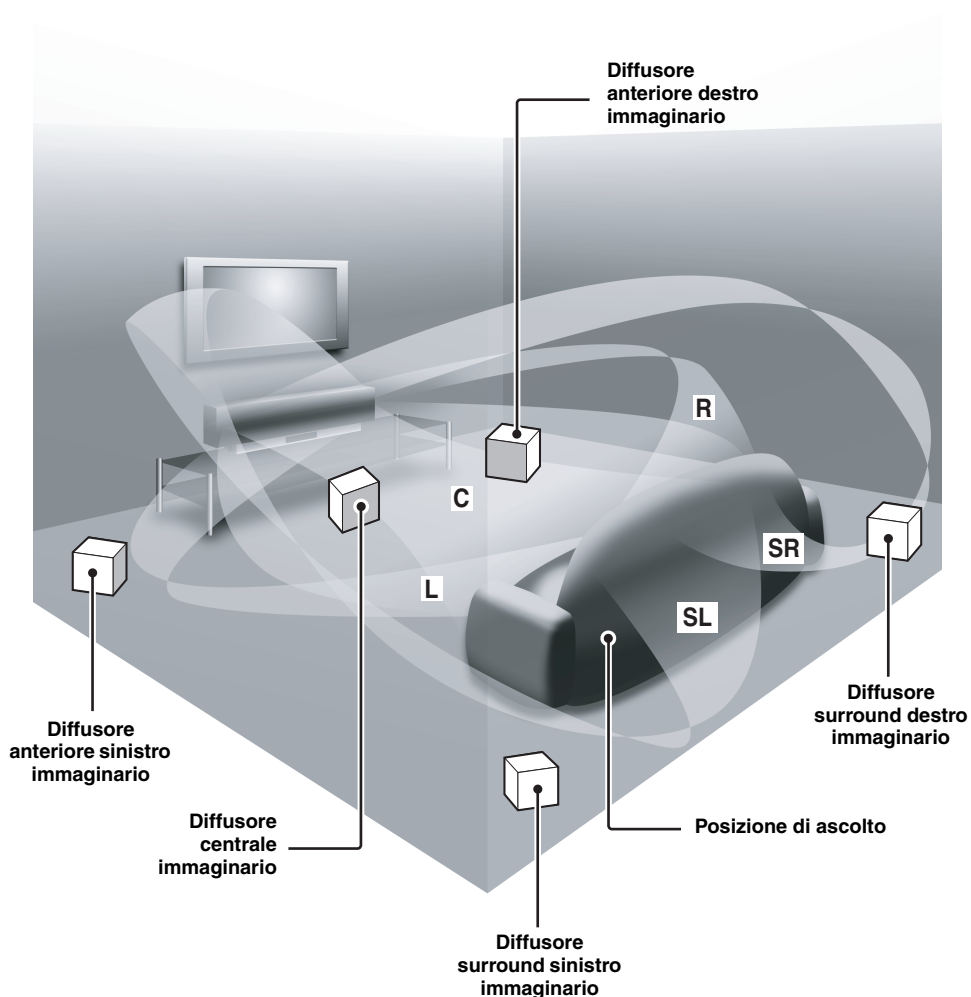 Diffusore
anteriore destro
immaginario
R
C
SR
L
SL
Diffusore
surround destro
immaginario
Diffusore
anteriore sinistro
immaginario
Diffusore
centrale
immaginario
Posizione di ascolto
Diffusore
surround sinistro
immaginario